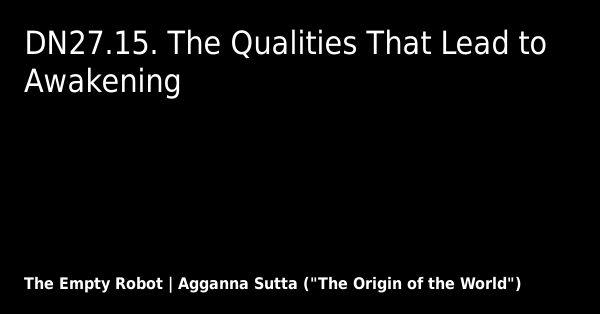 DN27.15. The Qualities That Lead to
Awakening
The Empty Robot | Agganna Sutta ("The Origin of the World")